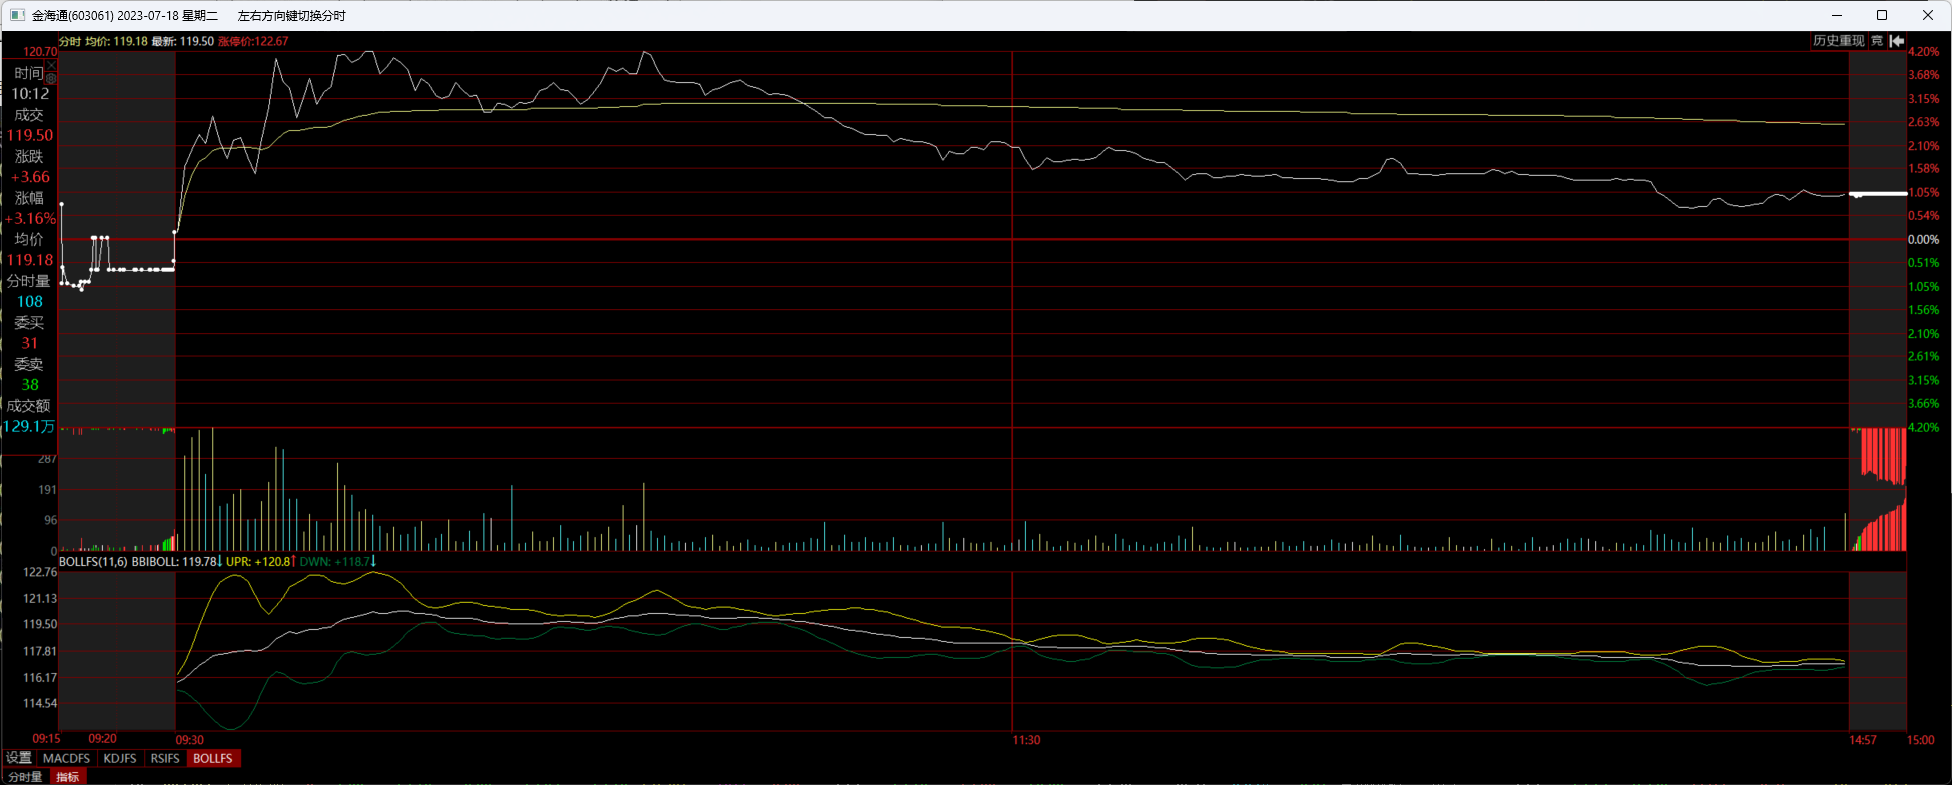 金海通(603061) 2023-07-18 星期二 左右方向键切换分时
分时 均价: 119.18 最新: 119.50 涨停价:122.67
历史重现 竞
120.70
时间
10:12
成交
119.50
涨跌
+3.66
涨幅
+3.16%
均价
119.18
分时量
108
委买
31
委卖
38
成交额
129.1万
287
191
96
0
4.20%
3.68%
3.15%
2.63%
2.10%
1.58%
1.05%
0.54%
0.00%
0.51%
1.05%
1.56%
2.10%
2.61%
3.15%
3.66%
4.20%
BOLLFS(11,6) BBIBOLL: 119.78↓ UPR: +120.8↑ DWN: +118.7↓
122.76
121.13
119.50
117.81
116.17
114.54
09:15 09:20 09:30 11:30 14:57 15:00
设置 MACDFS KDJFS RSIFS BOLLFS
分时量 指标